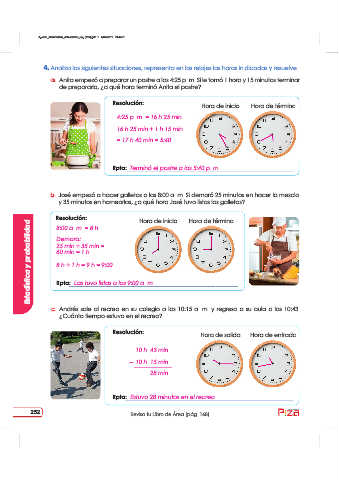 4. Analiza las siguientes situaciones, representa en los relojes las horas indicadas y resuelve.
a. Anita empezó a preparar un postre a las 4:25 p. m. Si le tomó 1 hora y 15 minutos terminar
de prepararlo, ¿a qué hora terminó Anita el postre?
Resolución:
Hora de inicio Hora de término
4:25 p. m. = 16 h 25 min
16 h 25 min + 1 h 15 min
= 17 h 40 min = 5:40
Rpta: Terminó el postre a las 5:40 p. m.
b. José empezó a hacer galletas a las 8:00 a. m. Si demoró 25 minutos en hacer la mezcla
y 35 minutos en hornearlas, ¿a qué hora José tuvo listas las galletas?
Resolución:
Hora de inicio Hora de término
8:00 a. m. = 8 h
Demora:
25 min + 35 min =
60 min = 1 h
8 h + 1 h = 9 h = 9:00
Rpta: Las tuvo listas a las 9:00 a. m.
Estadística y probabilidad
c. Andrés sale al recreo en su colegio a las 10:15 a. m. y regresa a su aula a las 10:43.
¿Cuánto tiempo estuvo en el recreo?
Resolución:
Hora de salida Hora de entrada
10 h 43 min
– 10 h 15 min
28 min
Rpta: Estuvo 28 minutos en el recreo.
252
Revisa tu Libro de Área (pág. 168)